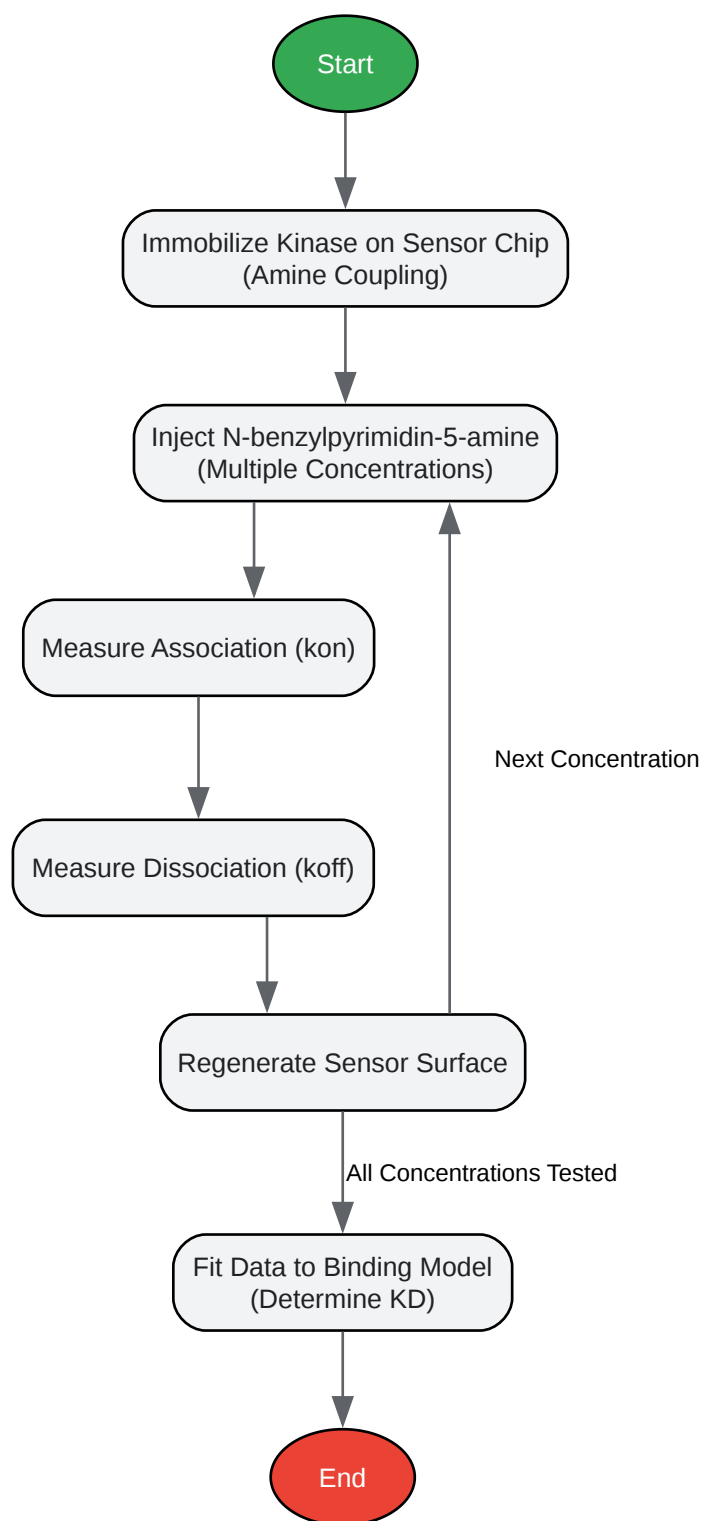 Start
Immobilize Kinase on Sensor Chip
(Amine Coupling)
Inject N-benzylpyrimidin-5-amine
(Multiple Concentrations)
Measure Association (kon)
Next Concentration
Measure Dissociation (koff)
Regenerate Sensor Surface
All Concentrations Tested
Fit Data to Binding Model
(Determine KD)
End